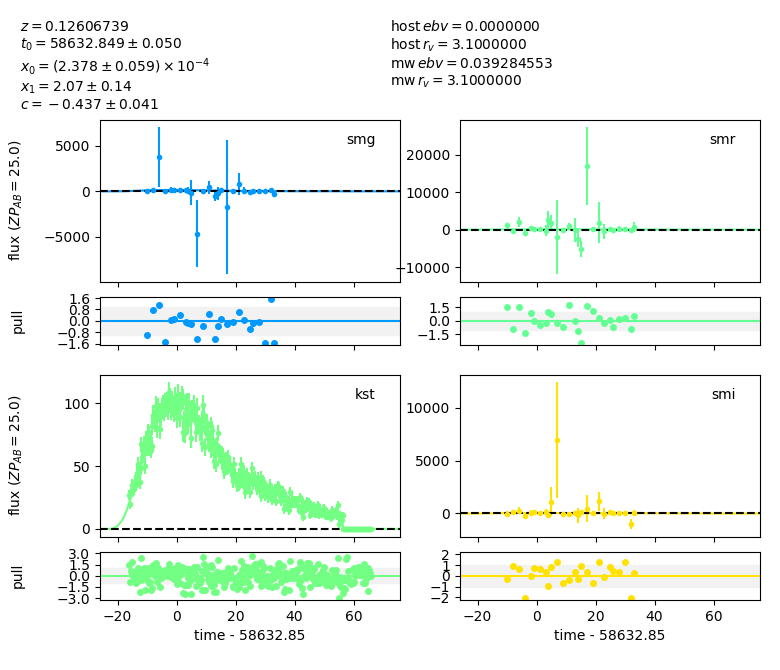 z = 0.12606739
t₀ = 58632.849 ± 0.050
x₀ = (2.378 ± 0.059) × 10⁻⁴
x₁ = 2.07 ± 0.14
c = −0.437 ± 0.041
host ebv = 0.0000000
host r_v = 3.1000000
mw ebv = 0.039284553
mw r_v = 3.1000000
smg
5000
0
−5000
flux (ZP_AB = 25.0)
smr
20000
10000
0
−10000
1.6
0.8
0.0
−0.8
−1.6
pull
1.5
0.0
−1.5
kst
100
50
0
flux (ZP_AB = 25.0)
smi
10000
5000
0
3.0
1.5
0.0
−1.5
−3.0
pull
−20 0 20 40 60
time - 58632.85
2
1
0
−1
−2
−20 0 20 40 60
time - 58632.85